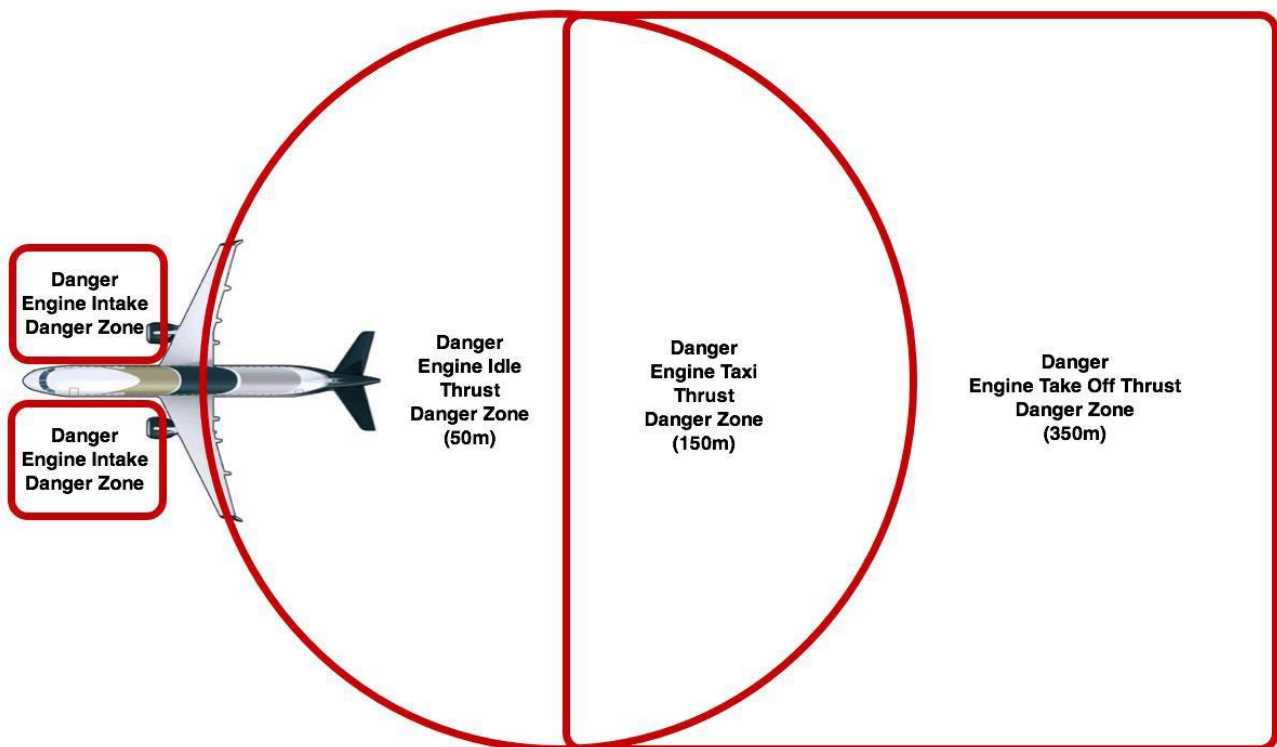 Danger
Engine Intake
Danger Zone
Danger
Engine Intake
Danger Zone
Danger
Engine Idle
Thrust
Danger Zone
(50m)
Danger
Engine Taxi
Thrust
Danger Zone
(150m)
Danger
Engine Take Off Thrust
Danger Zone
(350m)